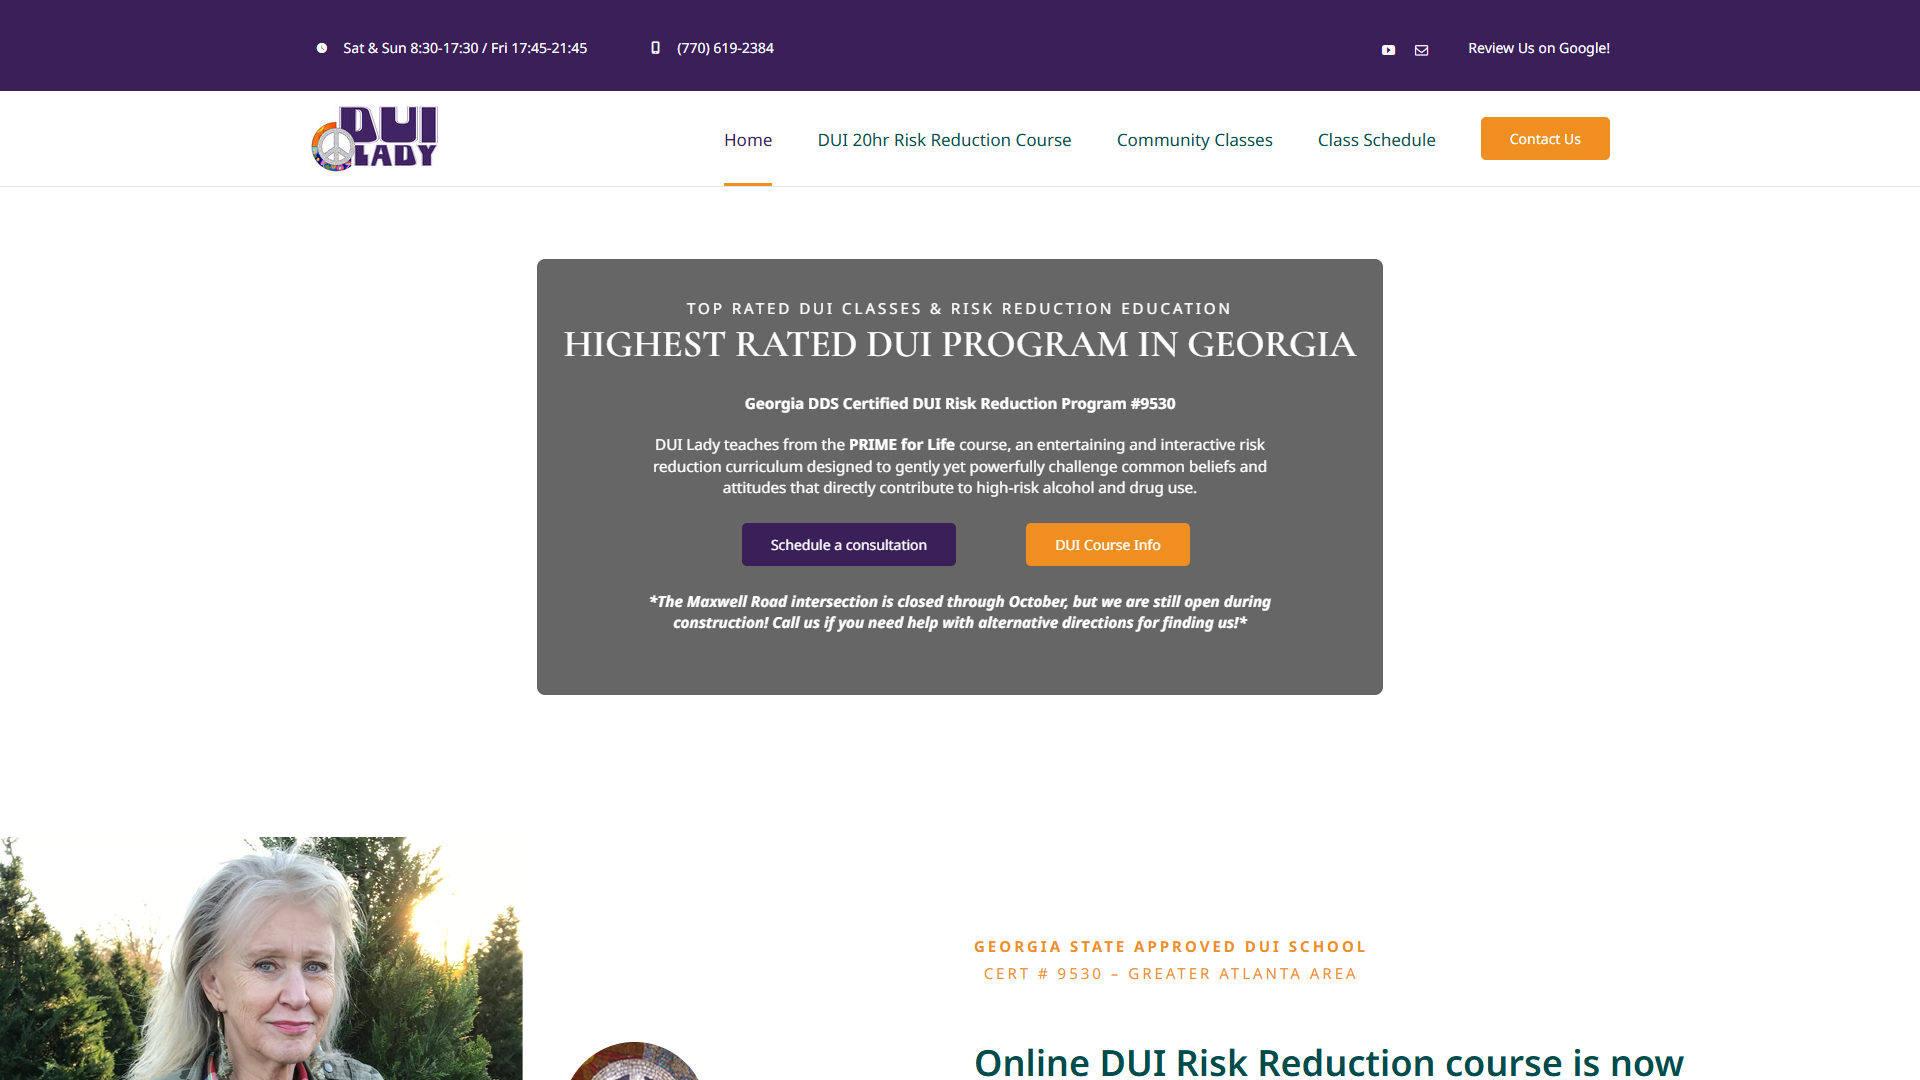 Sat & Sun 8:30-17:30 / Fri 17:45-21:45
(770) 619-2384
Review Us on Google!
DUI
LADY
Home
DUI 20hr Risk Reduction Course
Community Classes
Class Schedule
Contact Us
TOP RATED DUI CLASSES & RISK REDUCTION EDUCATION
HIGHEST RATED DUI PROGRAM IN GEORGIA
Georgia DDS Certified DUI Risk Reduction Program #9530
DUI Lady teaches from the PRIME for Life course, an entertaining and interactive risk
reduction curriculum designed to gently yet powerfully challenge common beliefs and
attitudes that directly contribute to high-risk alcohol and drug use.
Schedule a consultation
DUI Course Info
*The Maxwell Road intersection is closed through October, but we are still open during
construction! Call us if you need help with alternative directions for finding us!*
GEORGIA STATE APPROVED DUI SCHOOL
CERT # 9530 – GREATER ATLANTA AREA
Online DUI Risk Reduction course is now